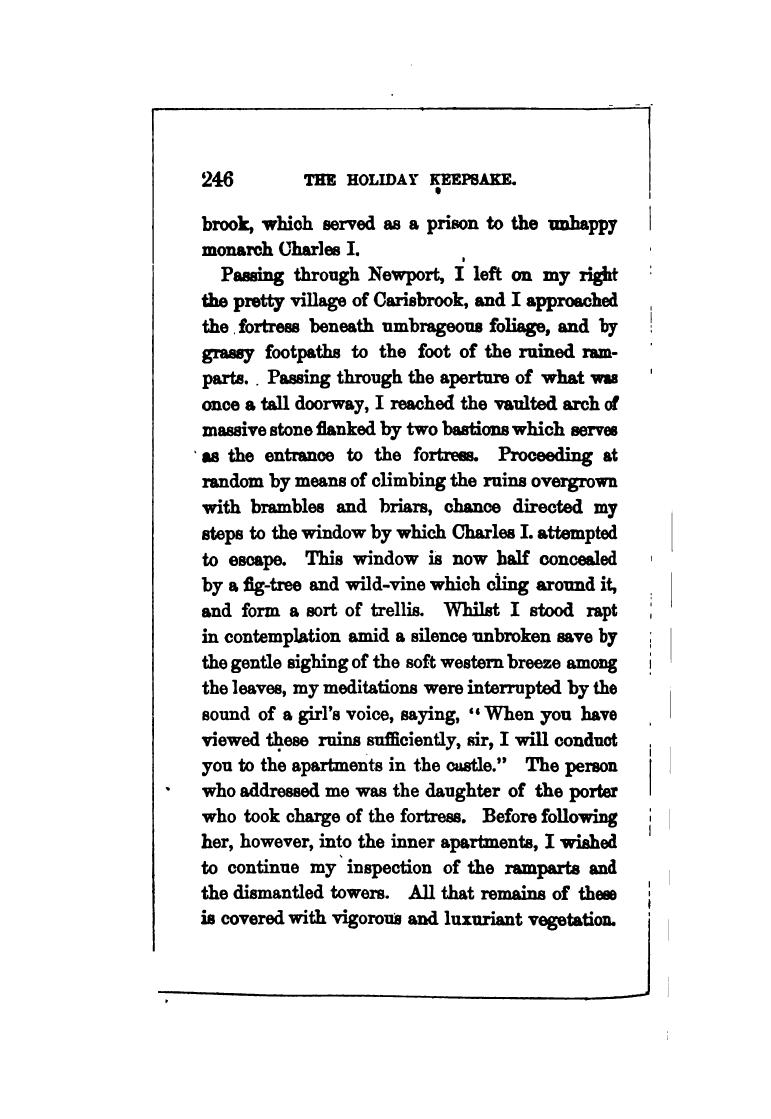 246 THE HOLIDAY KEEPSAKE.
brook, which served as a prison to the unhappy
monarch Charles I.
Passing through Newport, I left on my right
the pretty village of Carisbrook, and I approached
the fortress beneath umbrageous foliage, and by
grassy footpaths to the foot of the ruined ram-
parts. Passing through the aperture of what was
once a tall doorway, I reached the vaulted arch of
massive stone flanked by two bastions which serves
as the entrance to the fortress. Proceeding at
random by means of climbing the ruins overgrown
with brambles and briars, chance directed my
steps to the window by which Charles I. attempted
to escape. This window is now half concealed
by a fig-tree and wild-vine which cling around it,
and form a sort of trellis. Whilst I stood rapt
in contemplation amid a silence unbroken save by
the gentle sighing of the soft western breeze among
the leaves, my meditations were interrupted by the
sound of a girl's voice, saying, “When you have
viewed these ruins sufficiently, sir, I will conduct
you to the apartments in the castle.” The person
who addressed me was the daughter of the porter
who took charge of the fortress. Before following
her, however, into the inner apartments, I wished
to continue my inspection of the ramparts and
the dismantled towers. All that remains of these
is covered with vigorous and luxuriant vegetation.